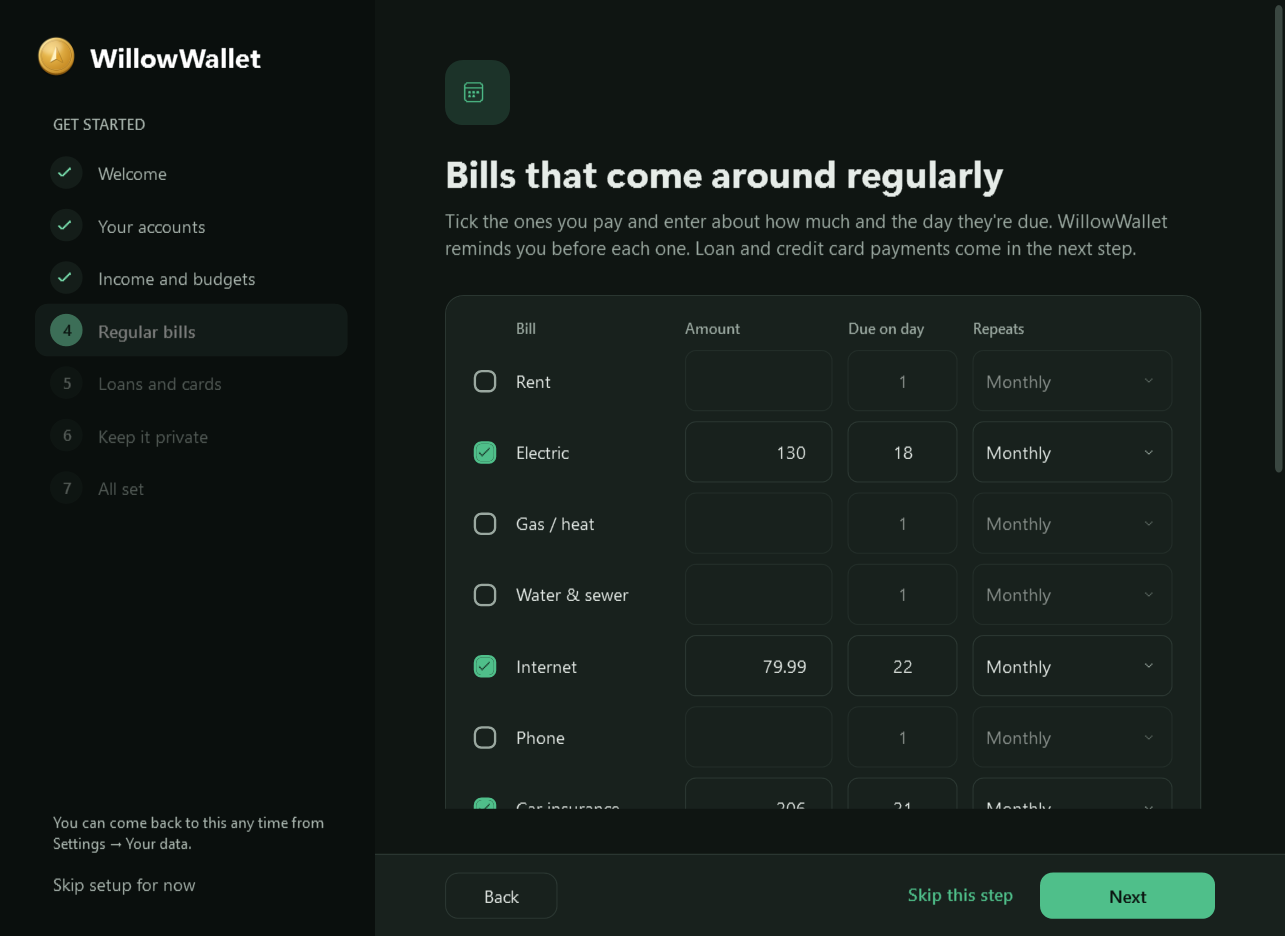 WillowWallet
GET STARTED
Welcome
Your accounts
Income and budgets
4 Regular bills
5 Loans and cards
6 Keep it private
7 All set
You can come back to this any time from
Settings → Your data.
Skip setup for now
Bills that come around regularly
Tick the ones you pay and enter about how much and the day they're due. WillowWallet
reminds you before each one. Loan and credit card payments come in the next step.
Bill Amount Due on day Repeats
Rent 1 Monthly
Electric 130 18 Monthly
Gas / heat 1 Monthly
Water & sewer 1 Monthly
Internet 79.99 22 Monthly
Phone 1 Monthly
Car insurance 206 21 Monthly
Back Skip this step Next